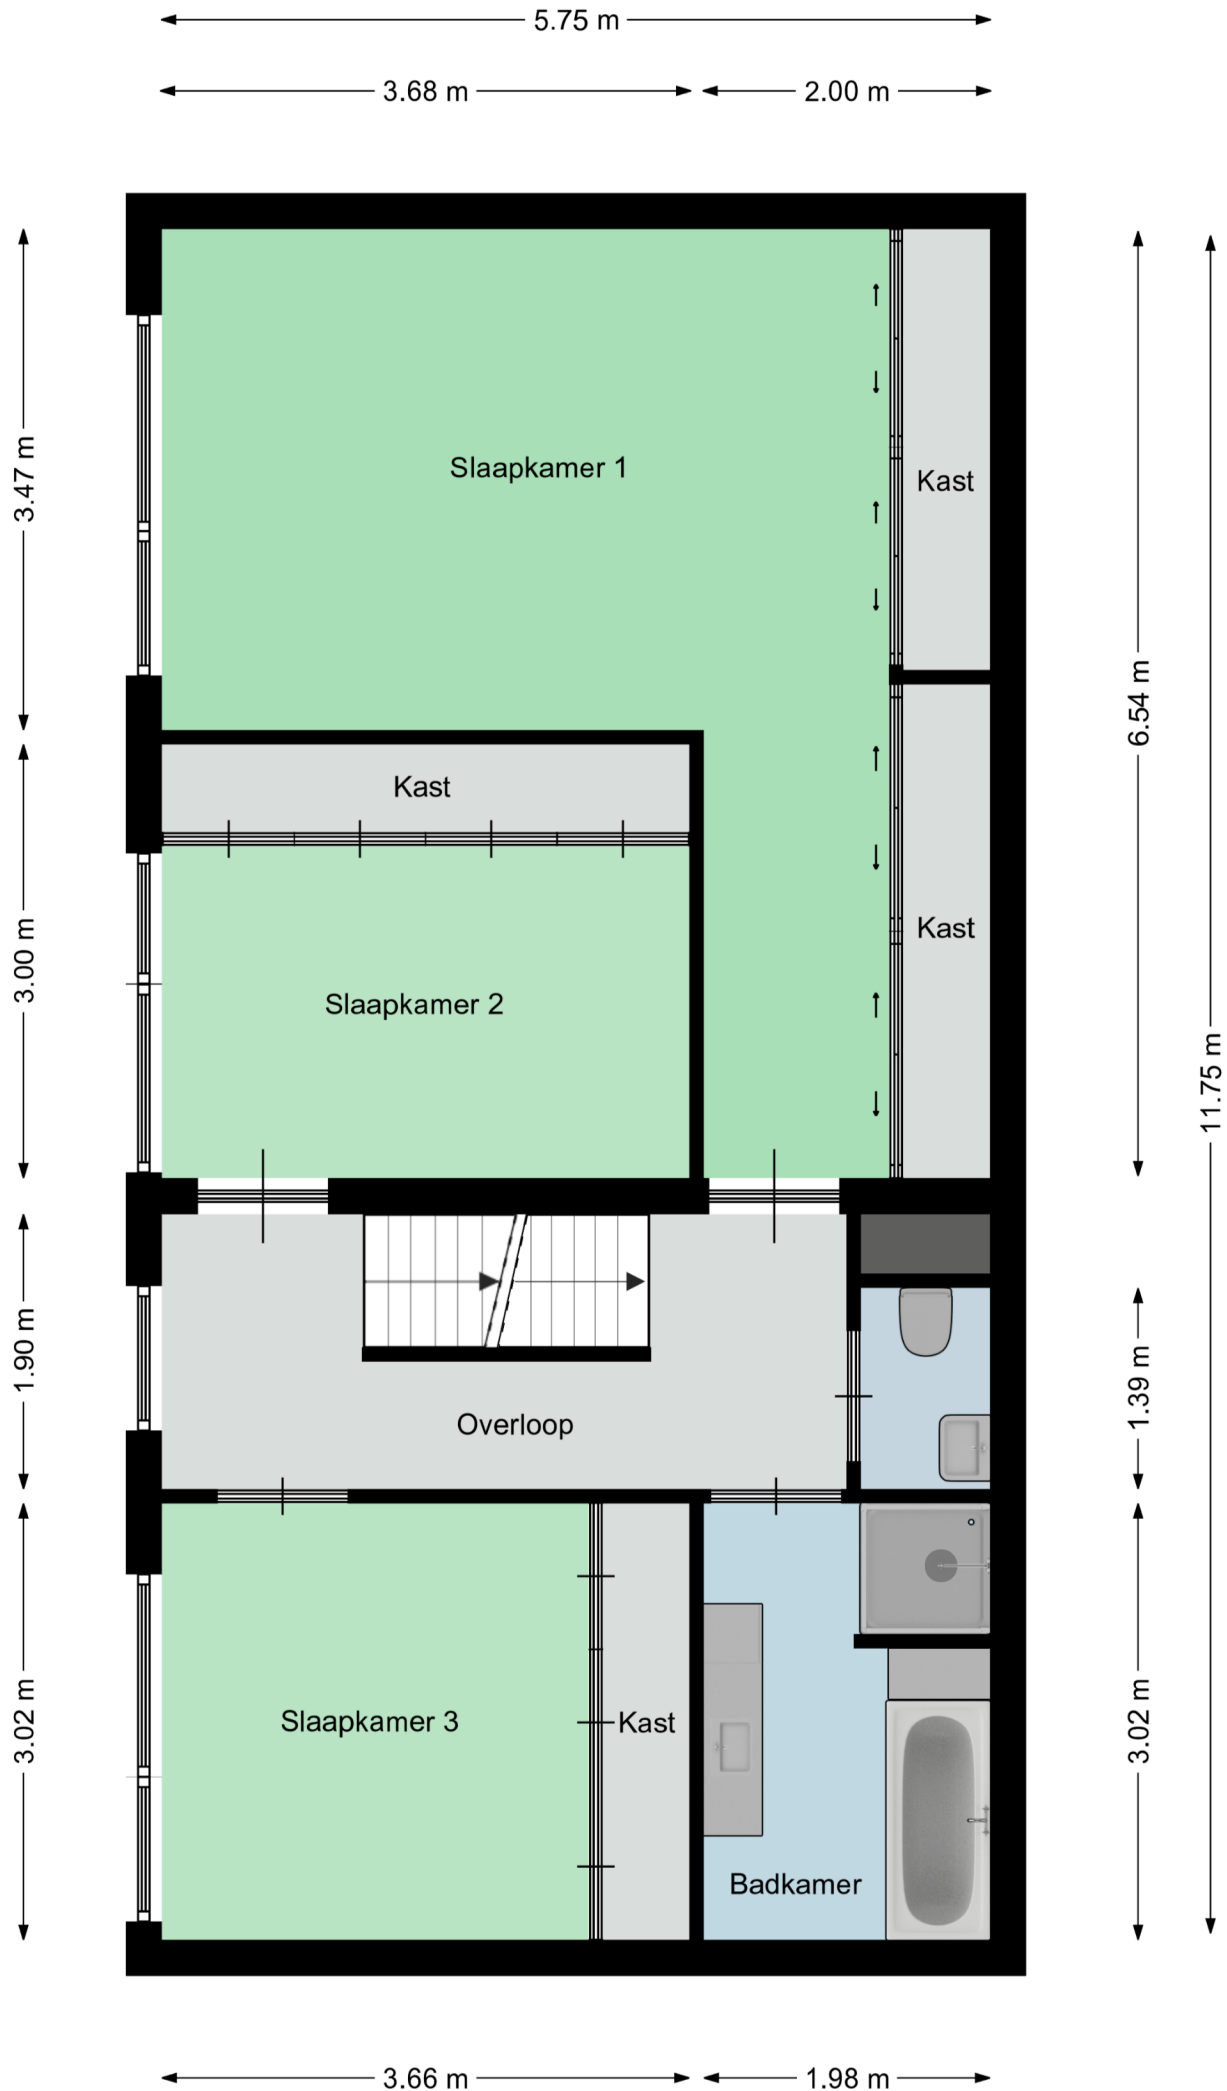 5.75 m
3.68 m
2.00 m
3.47 m
Slaapkamer 1
Kast
6.54 m
Kast
3.00 m
Slaapkamer 2
Kast
11.75 m
1.90 m
Overloop
1.39 m
3.02 m
Slaapkamer 3
Kast
Badkamer
3.02 m
3.66 m
1.98 m